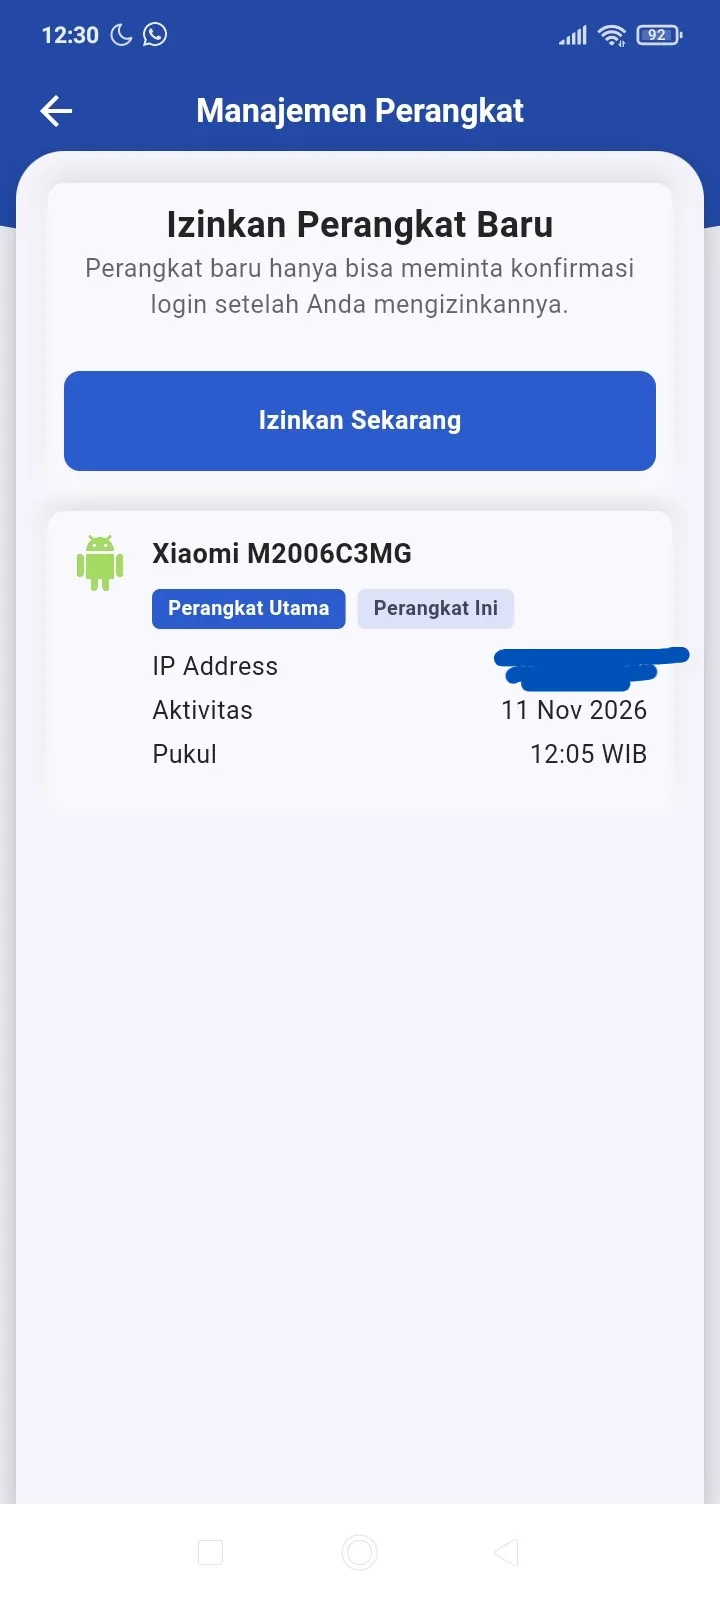 12:30
92
Manajemen Perangkat
Izinkan Perangkat Baru
Perangkat baru hanya bisa meminta konfirmasi
login setelah Anda mengizinkannya.
Izinkan Sekarang
Xiaomi M2006C3MG
Perangkat Utama Perangkat Ini
IP Address
Aktivitas 11 Nov 2026
Pukul 12:05 WIB